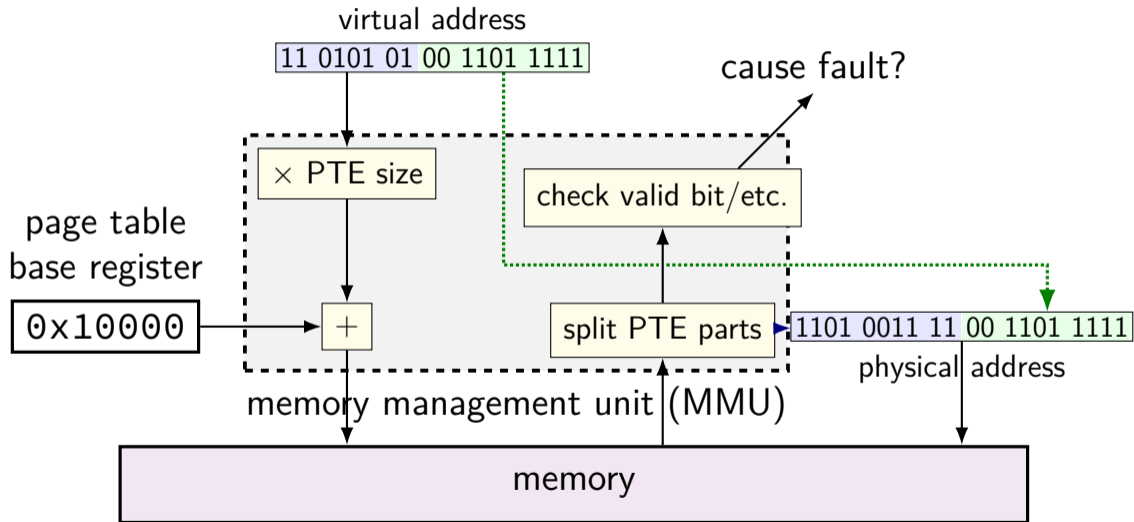 virtual address
11 0101 01 00 1101 1111
cause fault?
× PTE size
check valid bit/etc.
page table
base register
0x10000
+
split PTE parts
1101 0011 11 00 1101 1111
physical address
memory management unit (MMU)
memory